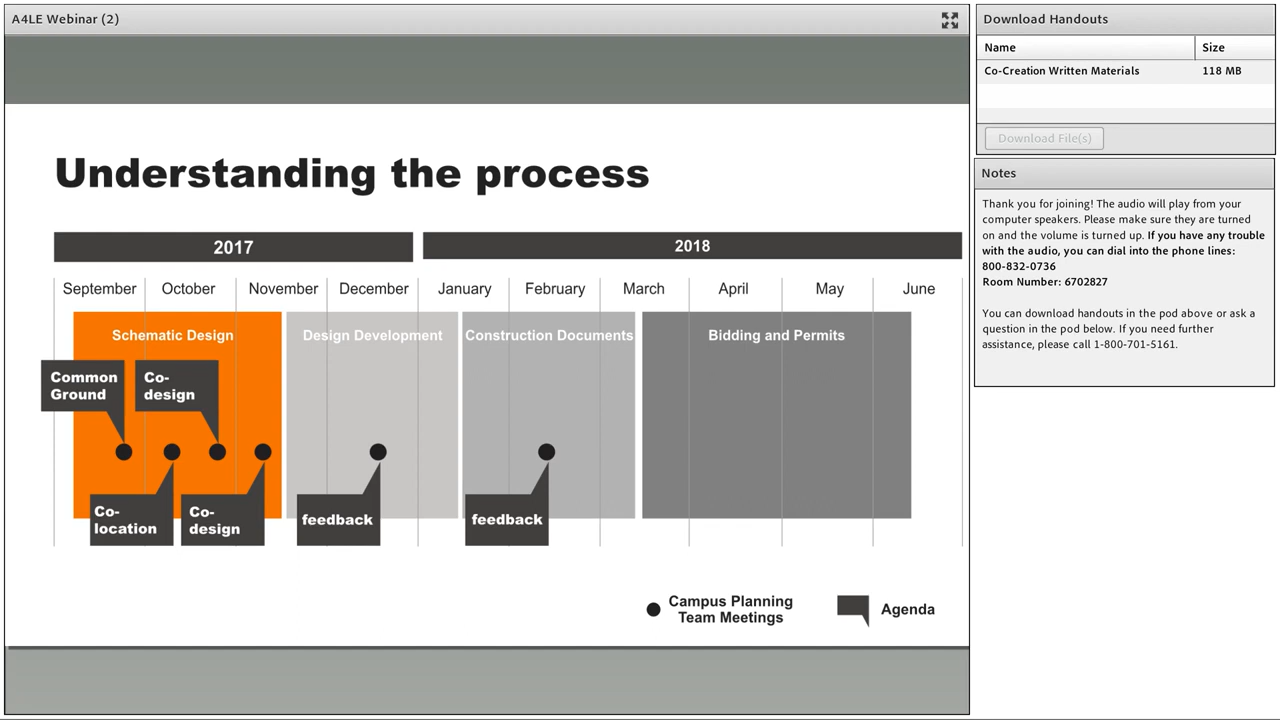 A4LE Webinar (2)
Understanding the process
2017
2018
September
October
November
December
January
February
March
April
May
June
Schematic Design
Design Development
Construction Documents
Bidding and Permits
Common
Ground
Co-
design
Co-
location
Co-
design
feedback
feedback
Campus Planning
Team Meetings
Agenda
Download Handouts
Name
Size
Co-Creation Written Materials
118 MB
Download File(s)
Notes
Thank you for joining! The audio will play from your
computer speakers. Please make sure they are turned
on and the volume is turned up. If you have any trouble
with the audio, you can dial into the phone lines:
800-832-0736
Room Number: 6702827
You can download handouts in the pod above or ask a
question in the pod below. If you need further
assistance, please call 1-800-701-5161.